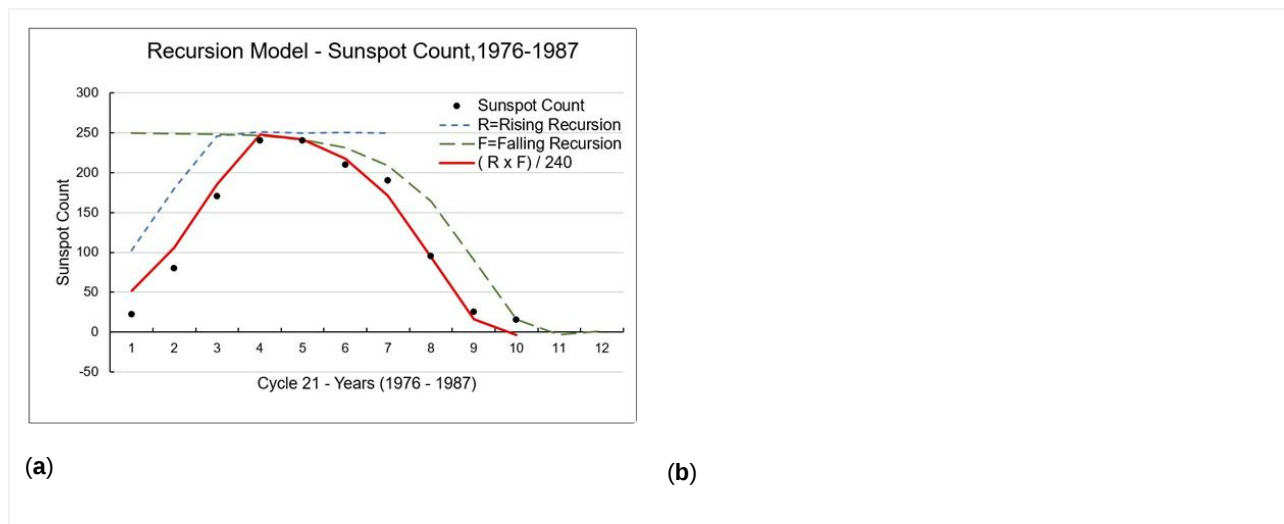 Recursion Model - Sunspot Count,1976-1987
300
250
200
150
100
50
0
-50
Sunspot Count
Sunspot Count
R=Rising Recursion
F=Falling Recursion
( R x F) / 240
1 2 3 4 5 6 7 8 9 10 11 12
Cycle 21 - Years (1976 - 1987)
(a)
(b)